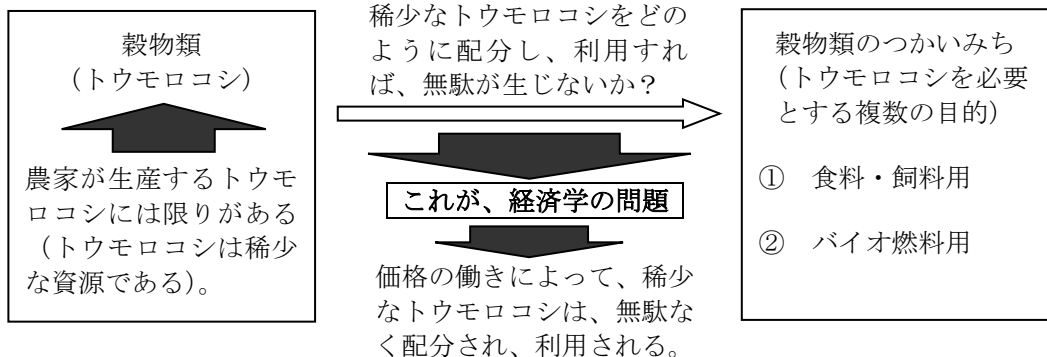 穀物類
（トウモロコシ）
農家が生産するトウモ
ロコシには限りがある
（トウモロコシは稀少
な資源である）。
稀少なトウモロコシをどの
ように配分し、利用すれ
ば、無駄が生じないか？
これが、経済学の問題
価格の働きによって、稀少
なトウモロコシは、無駄な
く配分され、利用される。
穀物類のつかいみち
（トウモロコシを必要
とする複数の目的）
① 食料・飼料用
② バイオ燃料用